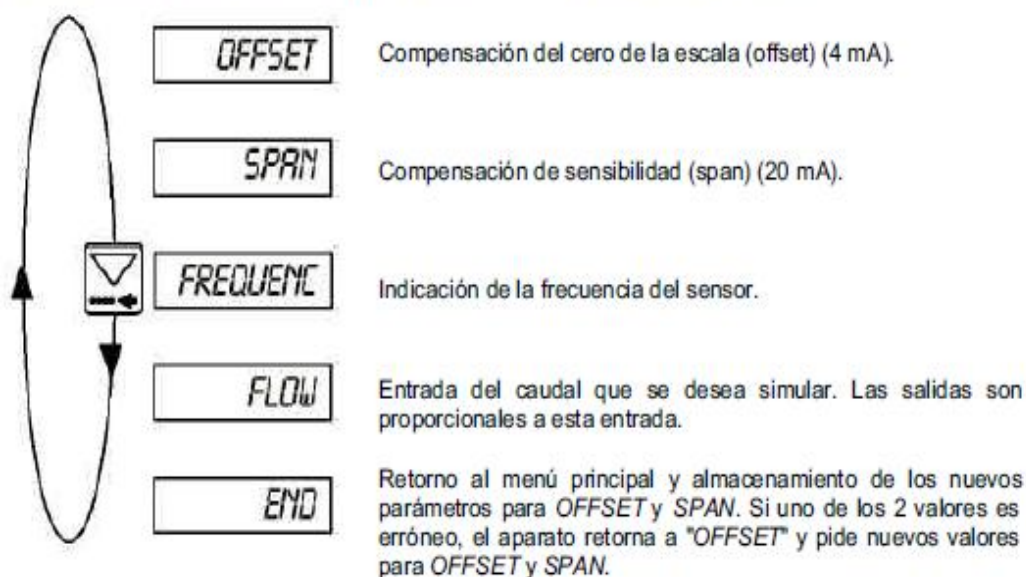 OFFSET
Compensación del cero de la escala (offset) (4 mA).
SPAN
Compensación de sensibilidad (span) (20 mA).
FREQUENC
Indicación de la frecuencia del sensor.
FLOW
Entrada del caudal que se desea simular. Las salidas son
proporcionales a esta entrada.
END
Retorno al menú principal y almacenamiento de los nuevos
parámetros para OFFSET y SPAN. Si uno de los 2 valores es
erróneo, el aparato retorna a "OFFSET" y pide nuevos valores
para OFFSET y SPAN.